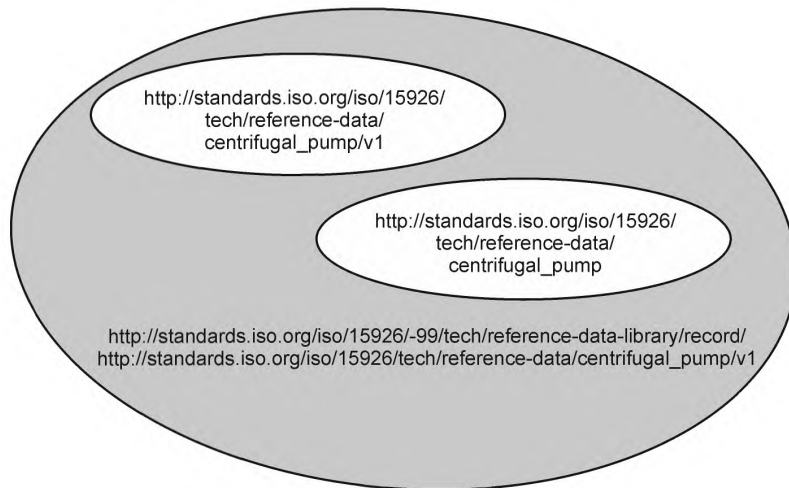 http://standards.iso.org/iso/15926/
tech/reference-data/
centrifugal_pump/v1
http://standards.iso.org/iso/15926/
tech/reference-data/
centrifugal_pump
http://standards.iso.org/iso/15926/-99/tech/reference-data-library/record/
http://standards.iso.org/iso/15926/tech/reference-data/centrifugal_pump/v1